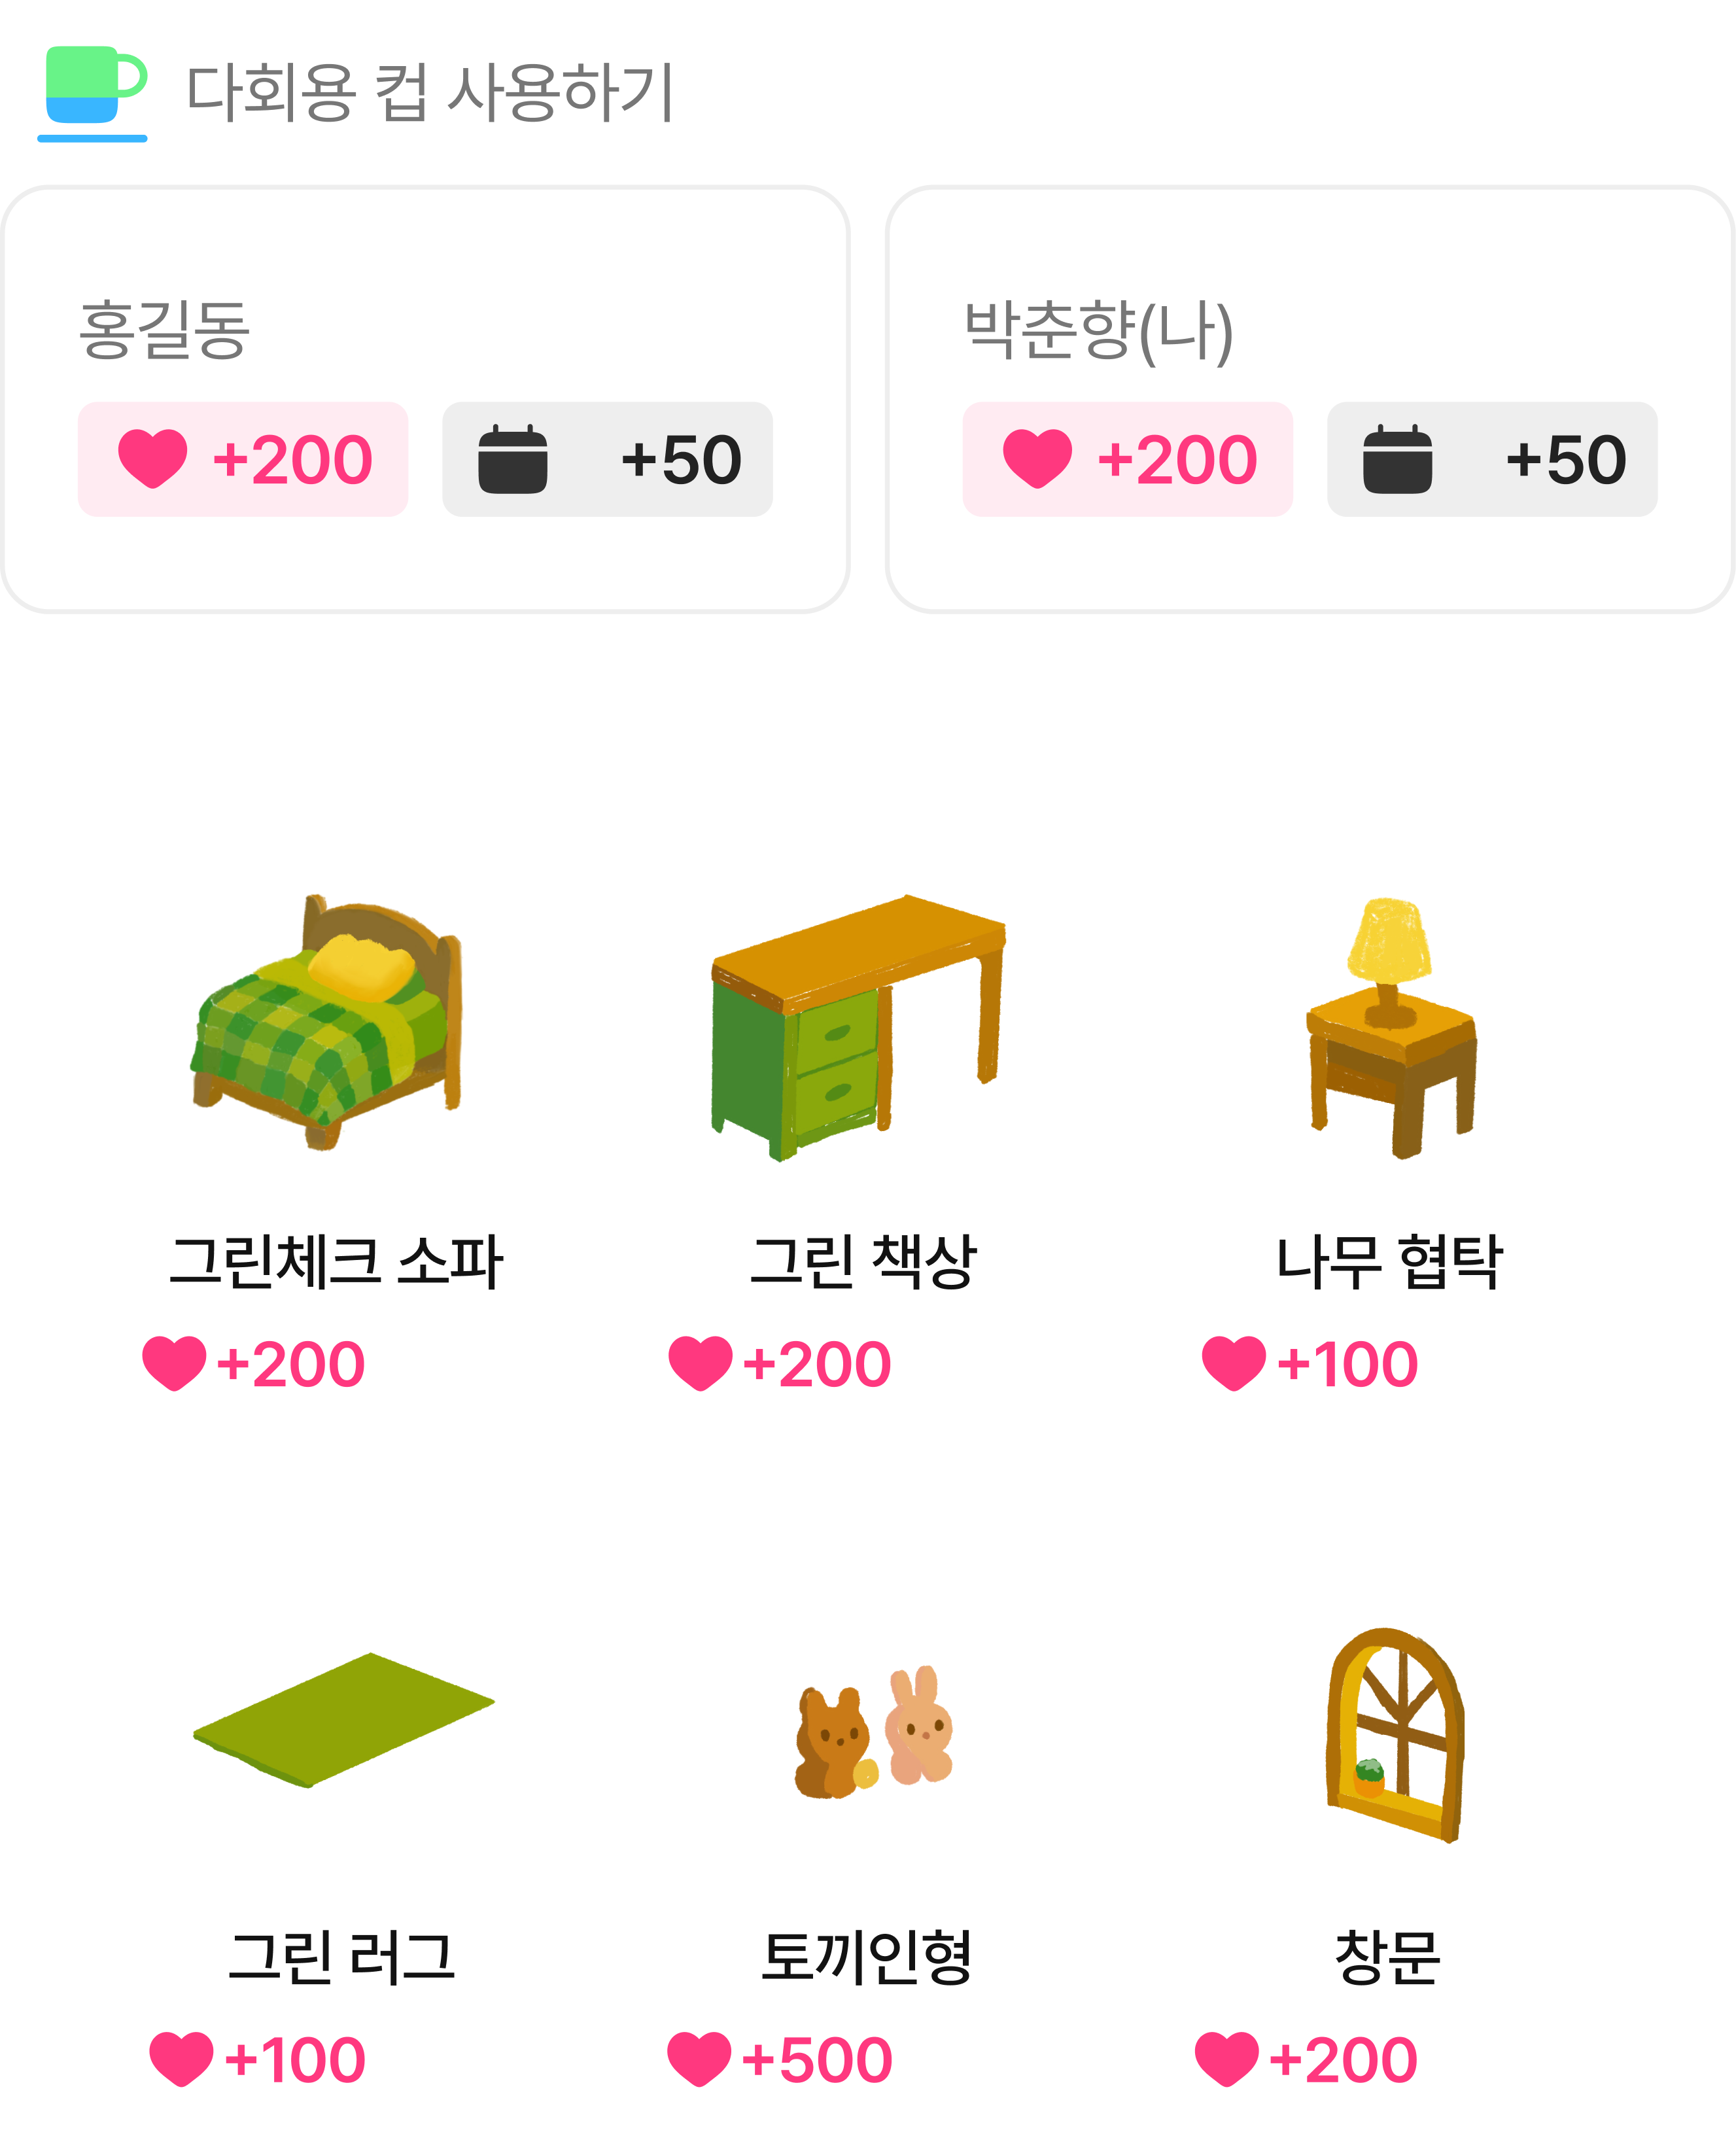 다회용 컵 사용하기
홍길동
+200 +50
박춘향(나)
+200 +50
그린체크 소파
+200
그린 책상
+200
나무 협탁
+100
그린 러그
+100
토끼인형
+500
창문
+200